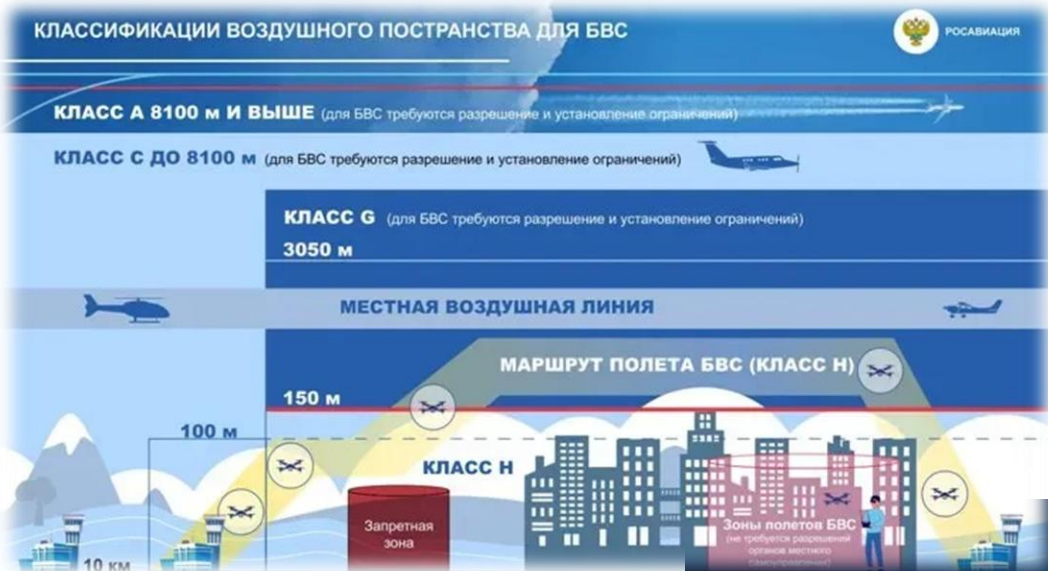 КЛАССИФИКАЦИИ ВОЗДУШНОГО ПОСТРАНСТВА ДЛЯ БВС
РОСАВИАЦИЯ
КЛАСС А 8100 м И ВЫШЕ (для БВС требуются разрешение и установление ограничений)
КЛАСС С ДО 8100 м (для БВС требуются разрешение и установление ограничений)
КЛАСС G (для БВС требуются разрешение и установление ограничений)
3050 м
МЕСТНАЯ ВОЗДУШНАЯ ЛИНИЯ
МАРШРУТ ПОЛЕТА БВС (КЛАСС H)
150 м
100 м
КЛАСС H
Запретная
зона
Зоны полетов БВС
(не требуется разрешений
органов местного
самоуправления)
10 км